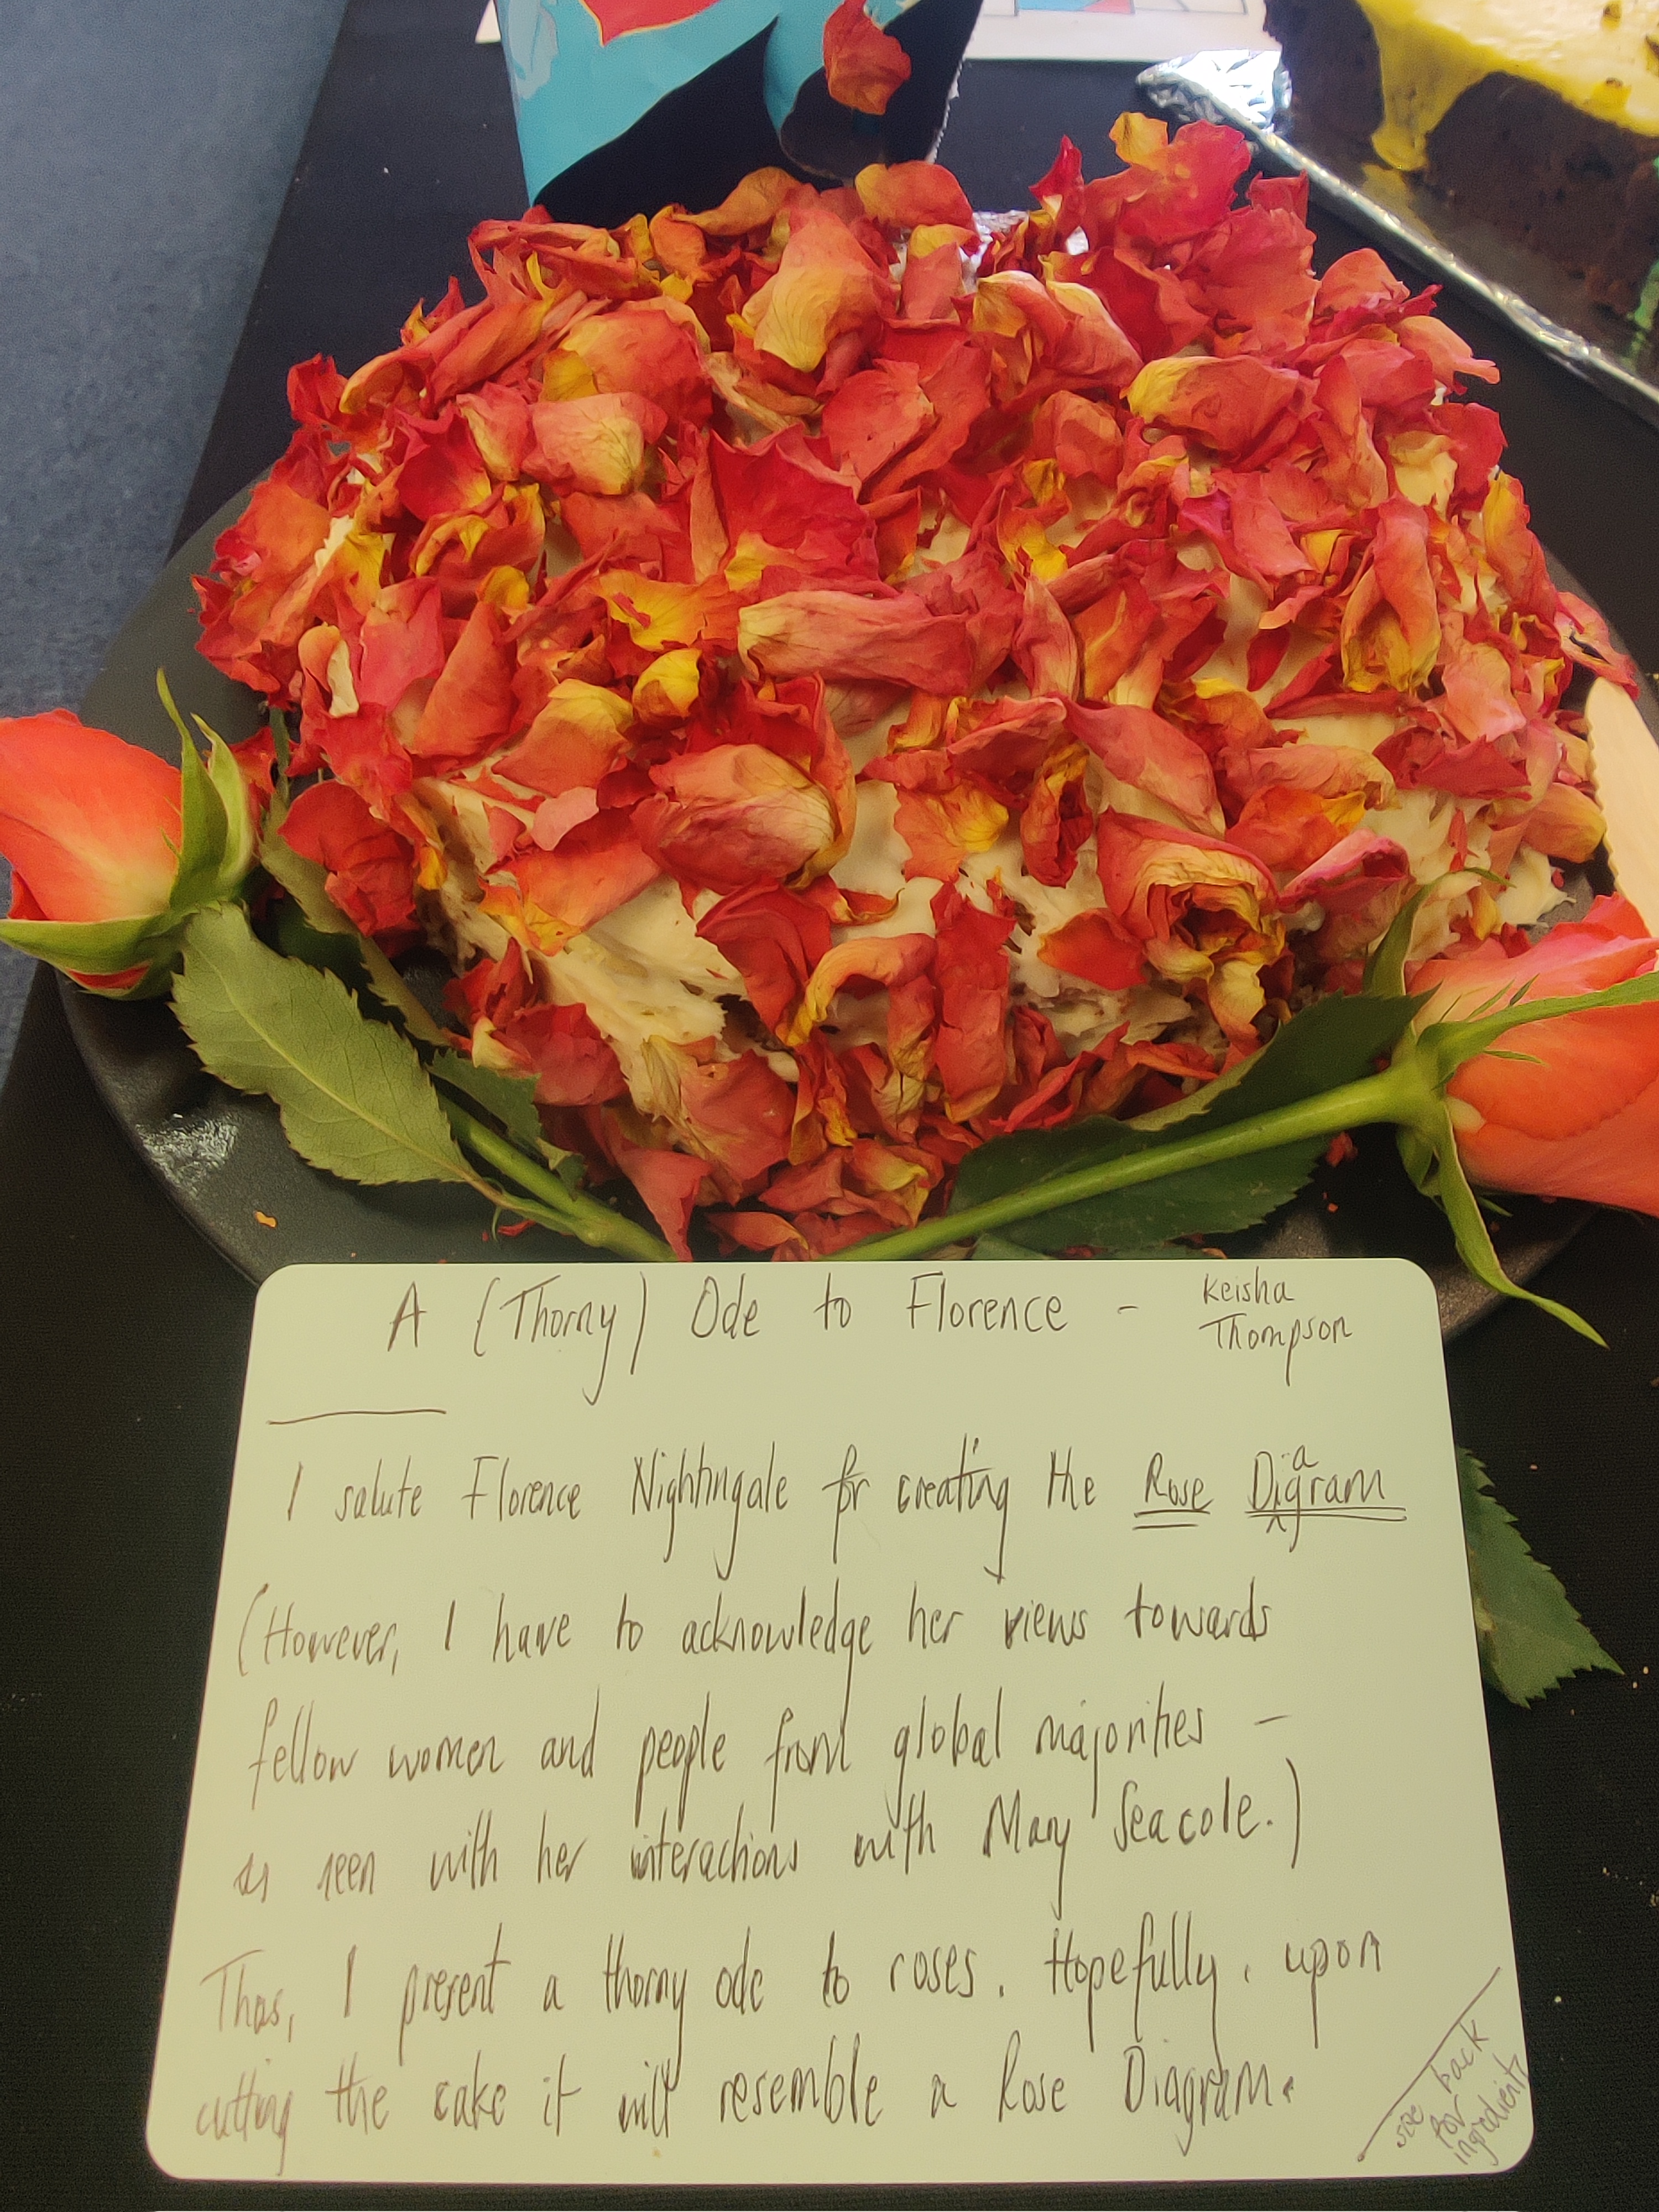 A (Thorny) Ode to Florence - Keisha
Thompson
I salute Florence Nightingale for creating the Rose Diagram
(However, I have to acknowledge her views towards
fellow women and people from global majorities -
as seen with her interactions with Mary Seacole.)
Thus, I present a thorny ode to roses. Hopefully, upon
cutting the cake it will resemble a Rose Diagram.
see back
for
ingredients